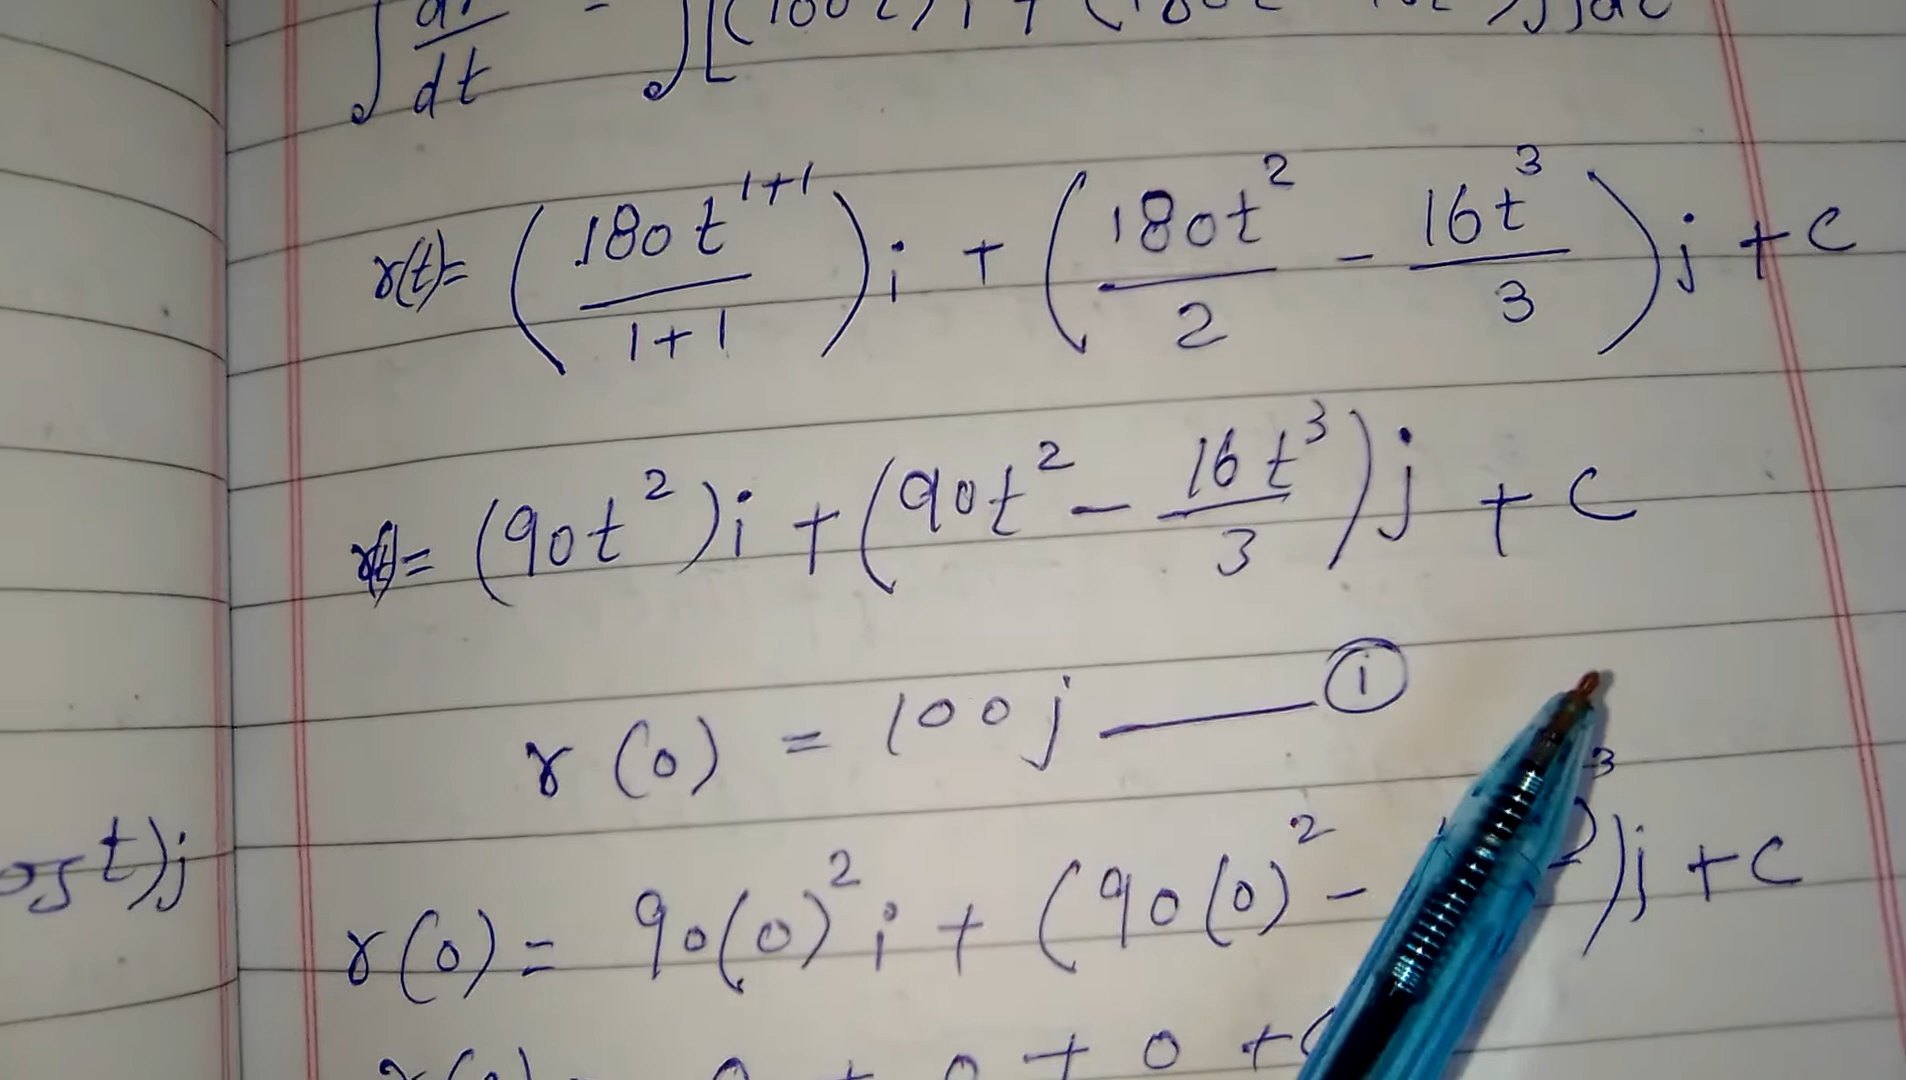 ∫ dr/dt = ∫[(180t)i + (180t - 16t²)j]dt
r(t) = (180t^(1+1) / 1+1)i + (180t²/2 - 16t³/3)j + c
r(t) = (90t²)i + (90t² - 16t³/3)j + c
r(0) = 100j —— (i)
t)j
r(0) = 90(0)²i + (90(0)² - ³)j + c
0 + 0 + 0 + c